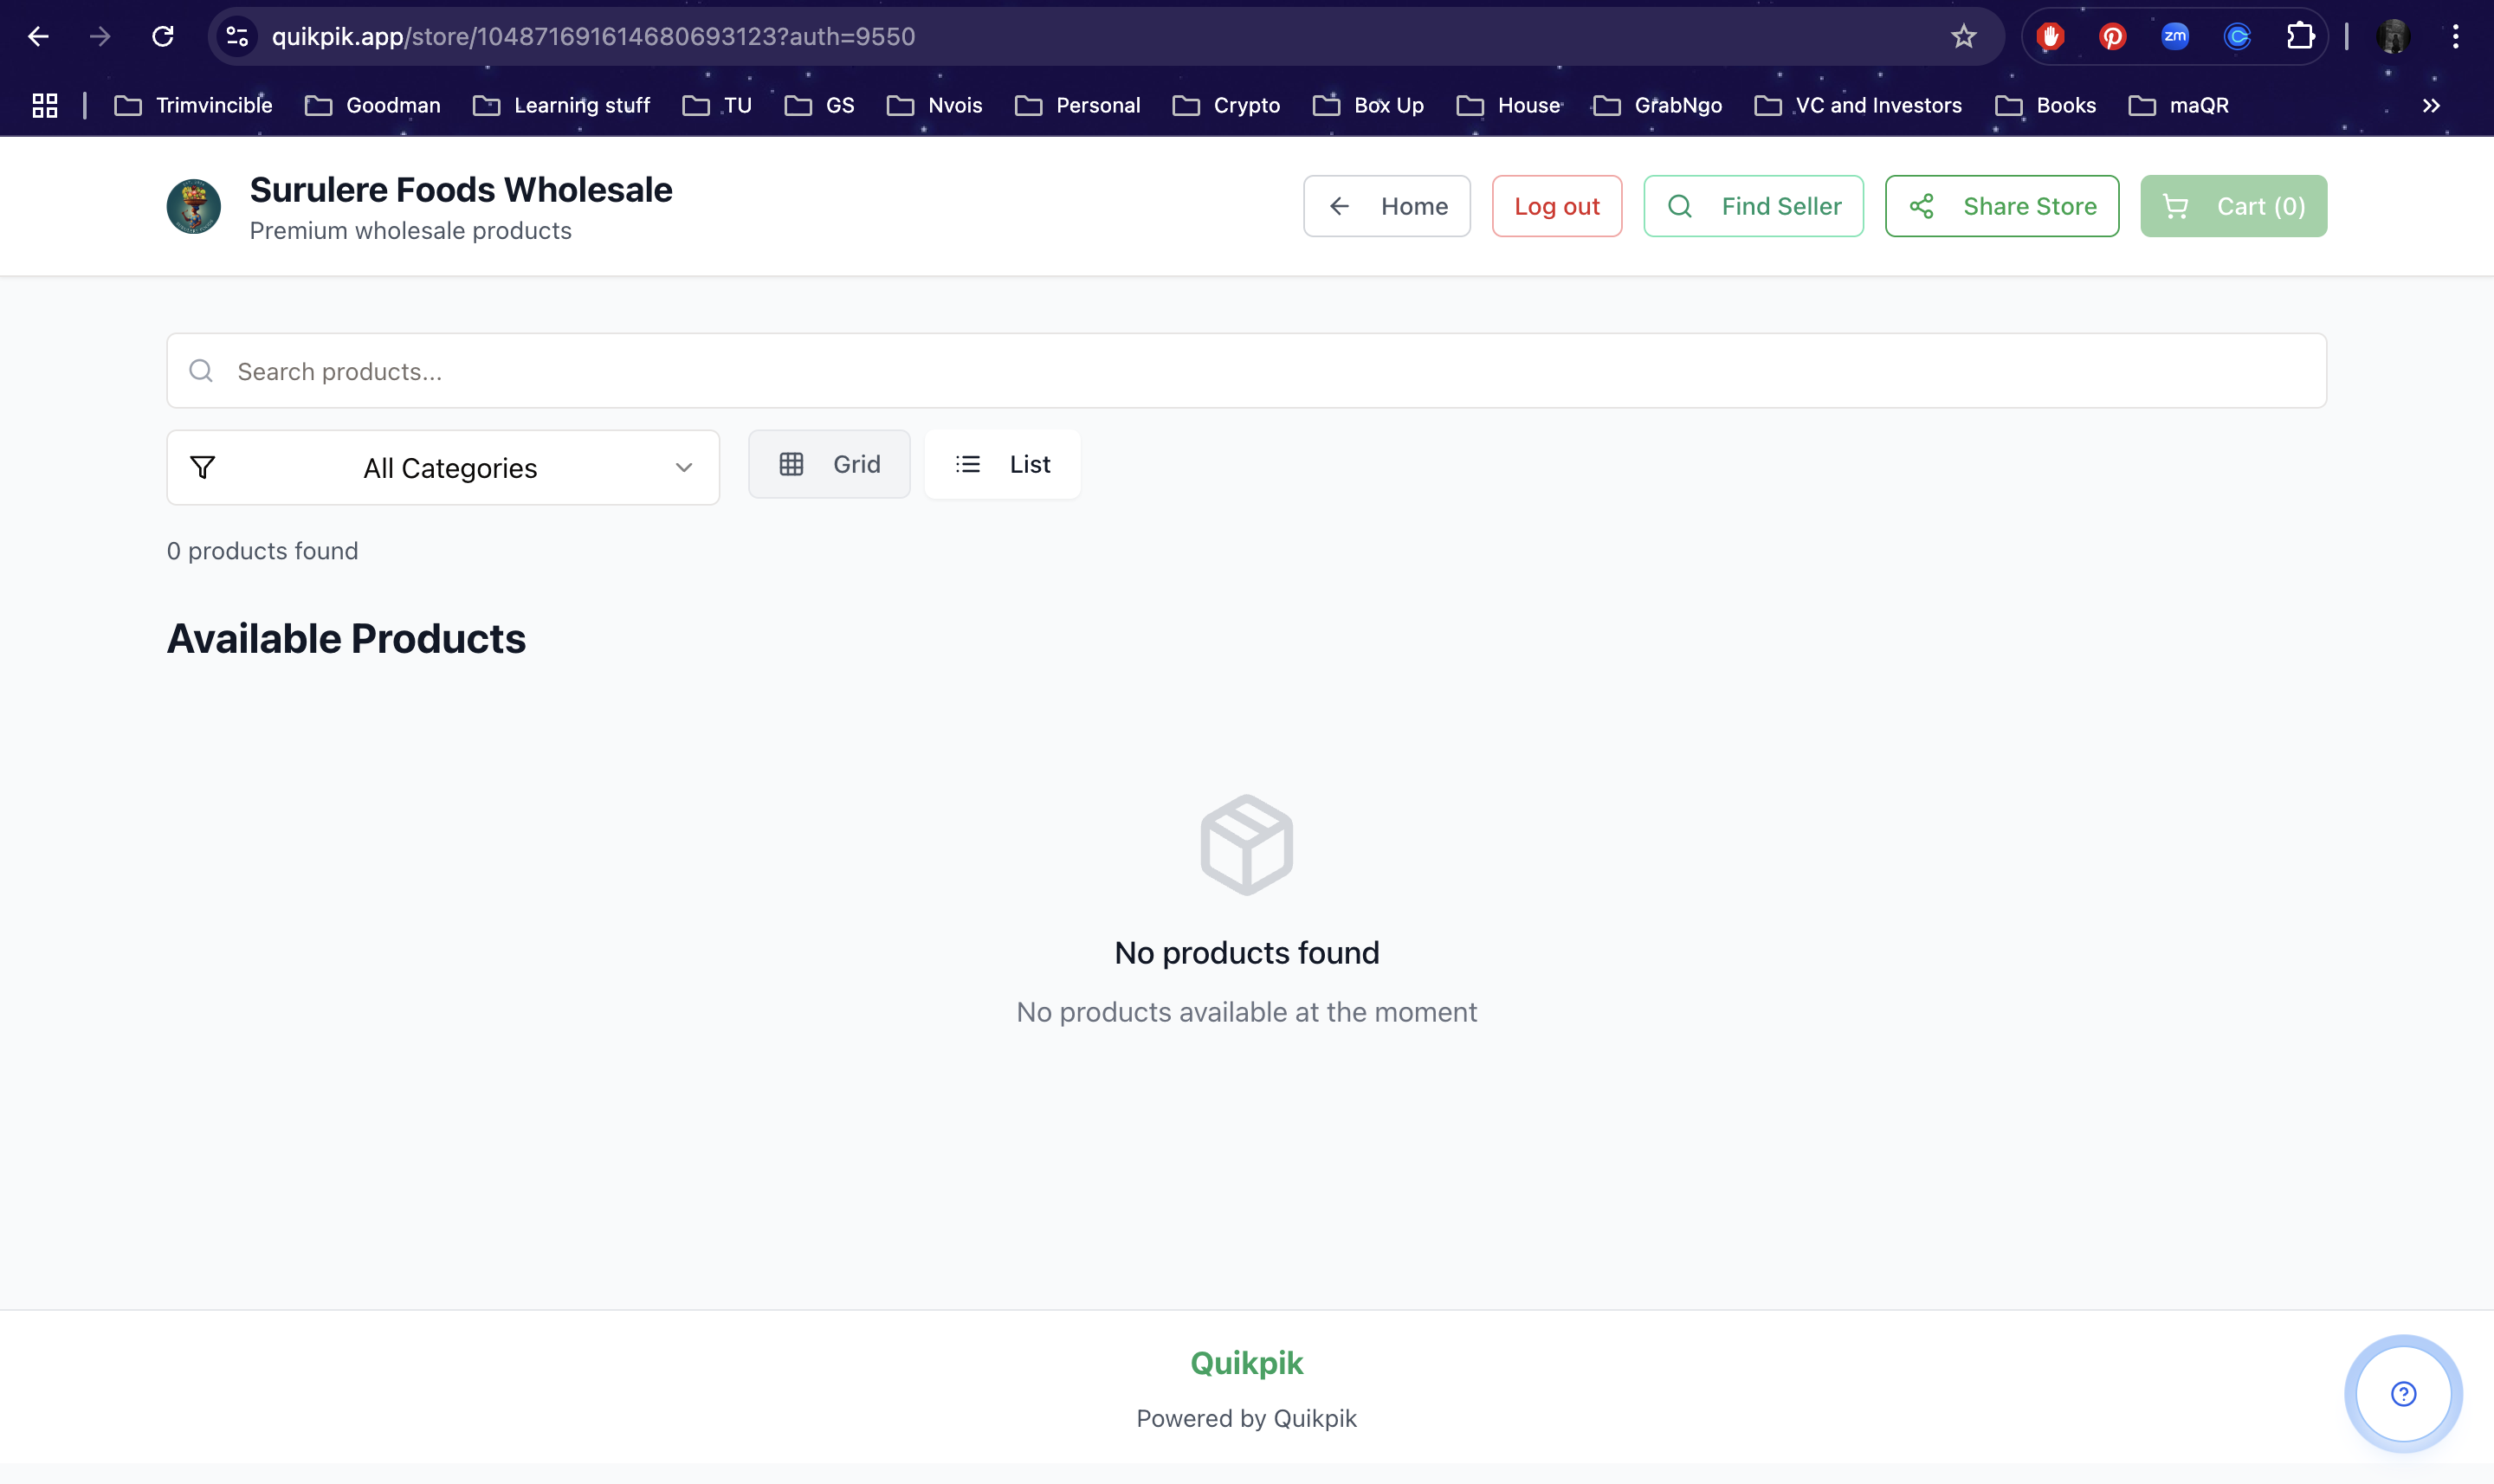 quikpik.app/store/104871691614680693123?auth=9550
zm
Trimvincible Goodman Learning stuff TU GS Nvois Personal Crypto Box Up House GrabNgo VC and Investors Books maQR
Surulere Foods Wholesale
Premium wholesale products
Home Log out Find Seller Share Store Cart (0)
Search products...
All Categories Grid List
0 products found
Available Products
No products found
No products available at the moment
Quikpik
Powered by Quikpik